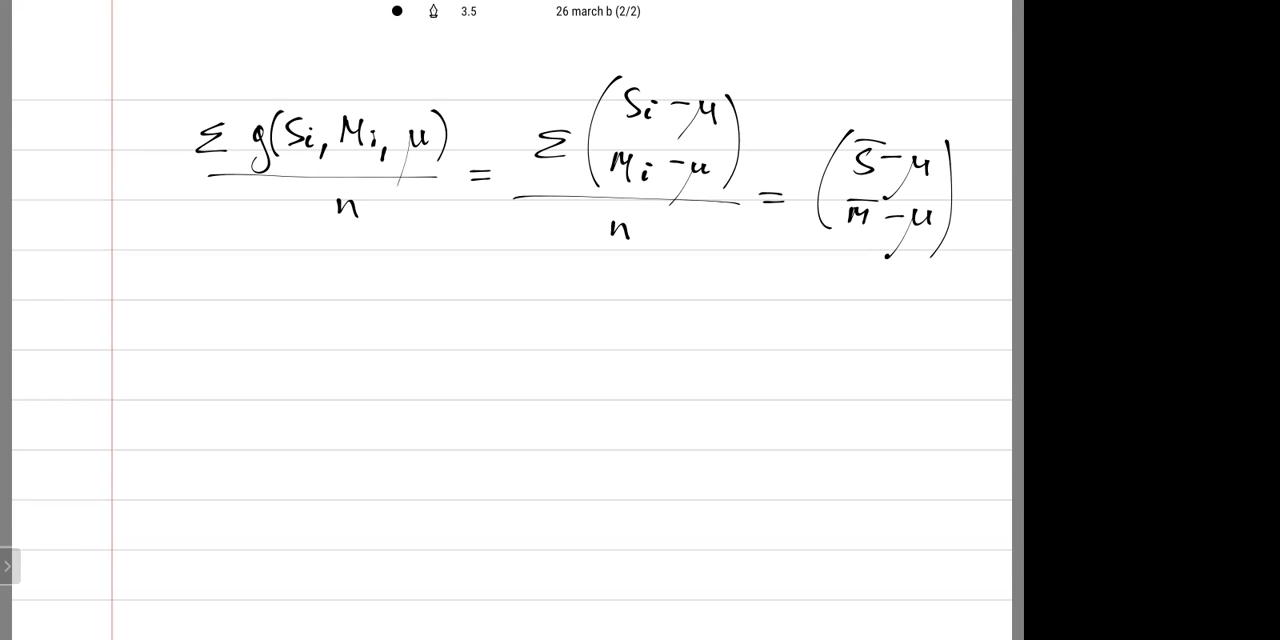 3.5 26 march b (2/2)
Σ g(Si, Mi, μ) / n = Σ (Si − μ, Mi − μ) / n = (S̅ − μ, M̅ − μ)